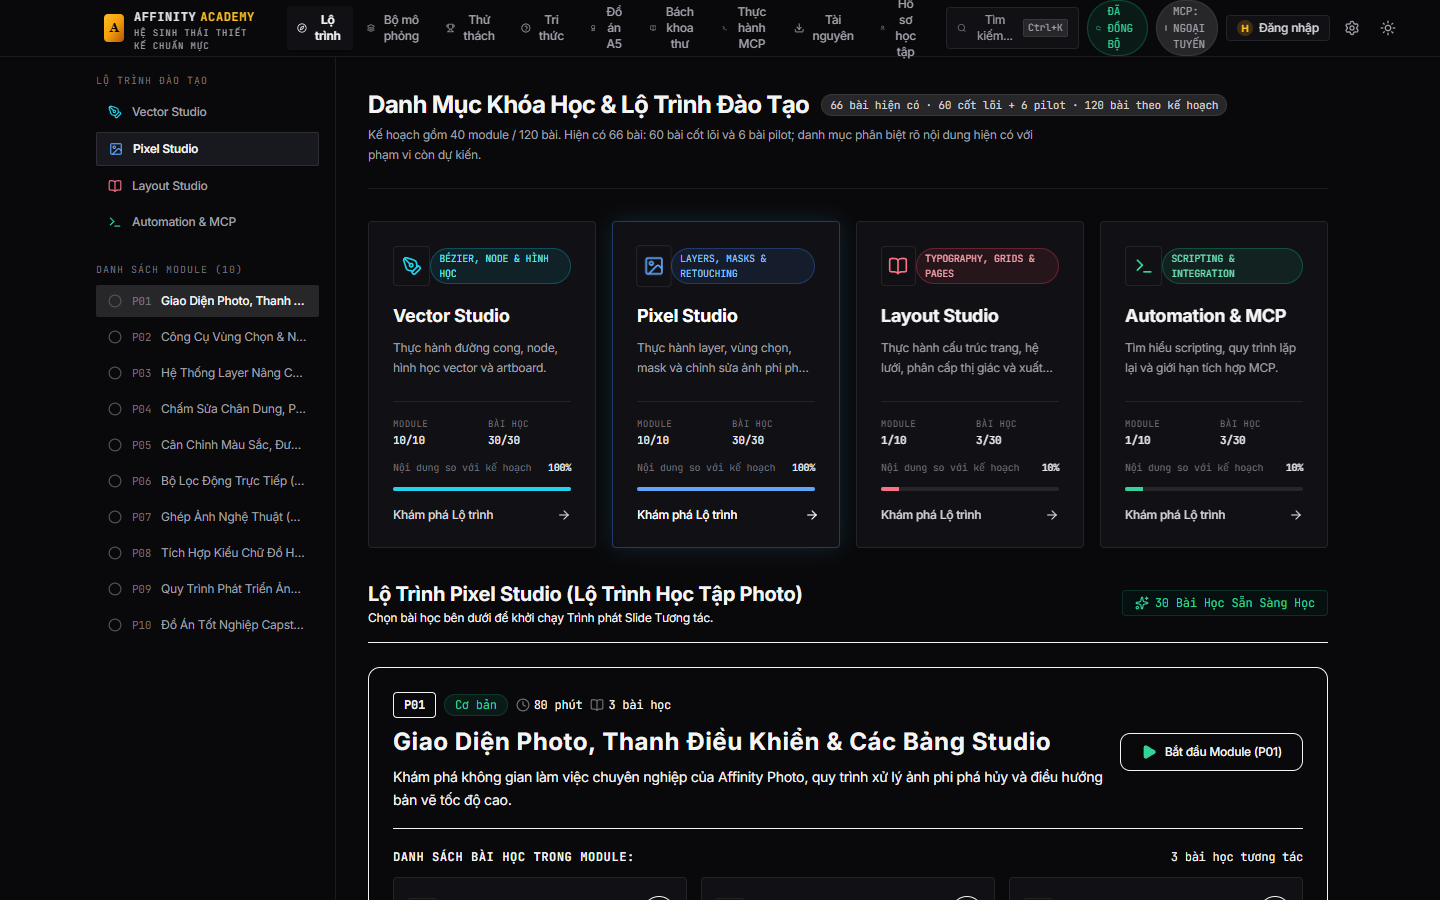 A
AFFINITY ACADEMY
HỆ SINH THÁI THIẾT
KẾ CHUẨN MỰC
Lộ
trình
Bộ mô
phỏng
Thử
thách
Tri
thức
Đồ
án
A5
Bách
khoa
thư
Thực
hành
MCP
Tài
nguyên
Hồ
sơ
học
tập
Tìm
kiếm...
Ctrl+K
ĐÃ
ĐỒNG
BỘ
MCP:
NGOẠI
TUYẾN
H
Đăng nhập
LỘ TRÌNH ĐÀO TẠO
Vector Studio
Pixel Studio
Layout Studio
Automation & MCP
DANH SÁCH MODULE (10)
P01 Giao Diện Photo, Thanh ...
P02 Công Cụ Vùng Chọn & N...
P03 Hệ Thống Layer Nâng C...
P04 Chấm Sửa Chân Dung, P...
P05 Cân Chỉnh Màu Sắc, Đư...
P06 Bộ Lọc Động Trực Tiếp (...
P07 Ghép Ảnh Nghệ Thuật (...
P08 Tích Hợp Kiểu Chữ Đồ H...
P09 Quy Trình Phát Triển Ản...
P10 Đồ Án Tốt Nghiệp Capst...
Danh Mục Khóa Học & Lộ Trình Đào Tạo
66 bài hiện có · 60 cốt lõi + 6 pilot · 120 bài theo kế hoạch
Kế hoạch gồm 40 module / 120 bài. Hiện có 66 bài: 60 bài cốt lõi và 6 bài pilot; danh mục phân biệt rõ nội dung hiện có với
phạm vi còn dự kiến.
BÉZIER, NODE & HÌNH
HỌC
Vector Studio
Thực hành đường cong, node,
hình học vector và artboard.
MODULE
BÀI HỌC
10/10
30/30
Nội dung so với kế hoạch 100%
Khám phá Lộ trình
LAYERS, MASKS &
RETOUCHING
Pixel Studio
Thực hành layer, vùng chọn,
mask và chỉnh sửa ảnh phi ph...
MODULE
BÀI HỌC
10/10
30/30
Nội dung so với kế hoạch 100%
Khám phá Lộ trình
TYPOGRAPHY, GRIDS &
PAGES
Layout Studio
Thực hành cấu trúc trang, hệ
lưới, phân cấp thị giác và xuất...
MODULE
BÀI HỌC
1/10
3/30
Nội dung so với kế hoạch 10%
Khám phá Lộ trình
SCRIPTING &
INTEGRATION
Automation & MCP
Tìm hiểu scripting, quy trình lặp
lại và giới hạn tích hợp MCP.
MODULE
BÀI HỌC
1/10
3/30
Nội dung so với kế hoạch 10%
Khám phá Lộ trình
Lộ Trình Pixel Studio (Lộ Trình Học Tập Photo)
Chọn bài học bên dưới để khởi chạy Trình phát Slide Tương tác.
30 Bài Học Sẵn Sàng Học
P01
Cơ bản
80 phút
3 bài học
Giao Diện Photo, Thanh Điều Khiển & Các Bảng Studio
Khám phá không gian làm việc chuyên nghiệp của Affinity Photo, quy trình xử lý ảnh phi phá hủy và điều hướng
bản vẽ tốc độ cao.
Bắt đầu Module (P01)
DANH SÁCH BÀI HỌC TRONG MODULE:
3 bài học tương tác